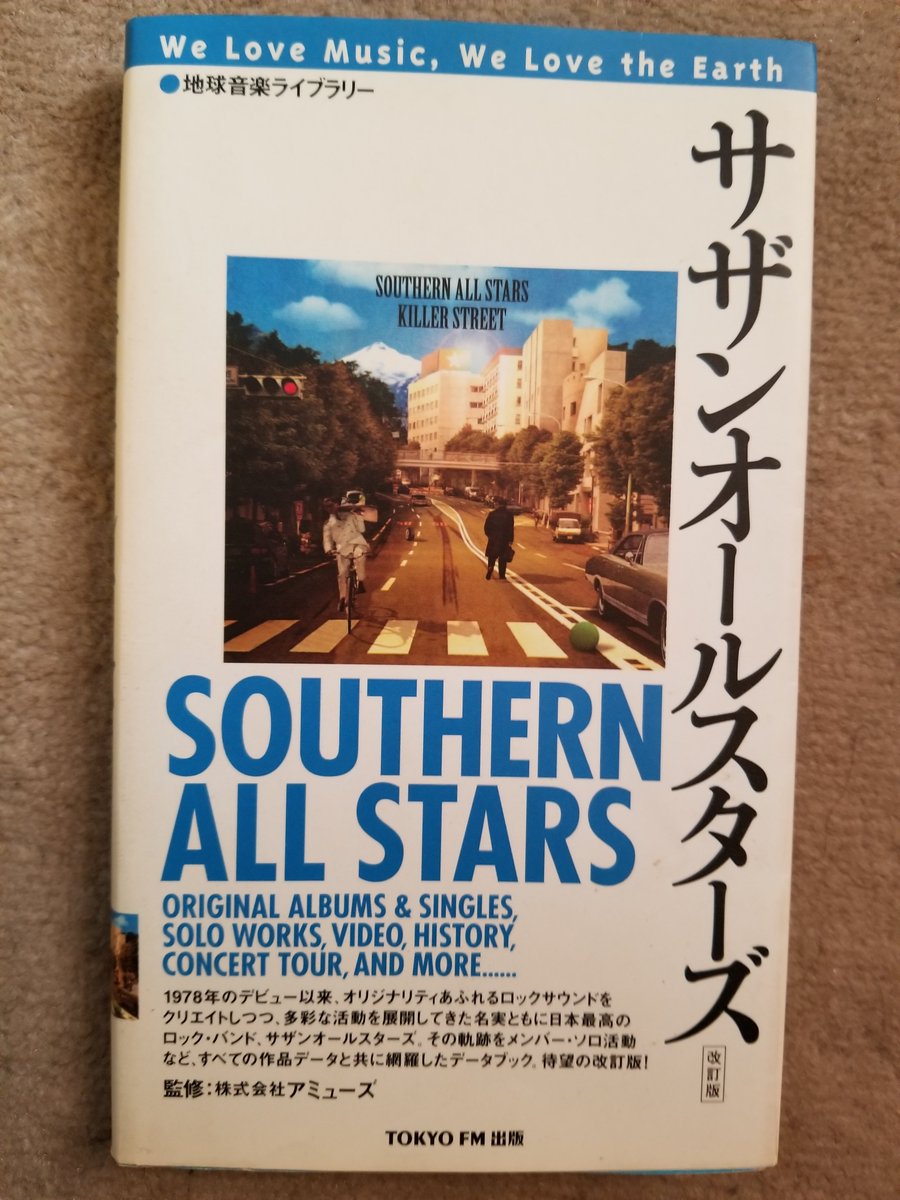 We Love Music, We Love the Earth
●地球音楽ライブラリー
サザンオールスターズ
改訂版
SOUTHERN ALL STARS
KILLER STREET
SOUTHERN
ALL STARS
ORIGINAL ALBUMS & SINGLES,
SOLO WORKS, VIDEO, HISTORY,
CONCERT TOUR, AND MORE......
1978年のデビュー以来、オリジナリティあふれるロックサウンドを
クリエイトしつつ、多彩な活動を展開してきた名実ともに日本最高の
ロック・バンド、サザンオールスターズ。その軌跡をメンバー・ソロ活動
など、すべての作品データと共に網羅したデータブック。待望の改訂版!
監修:株式会社アミューズ
TOKYO FM 出版